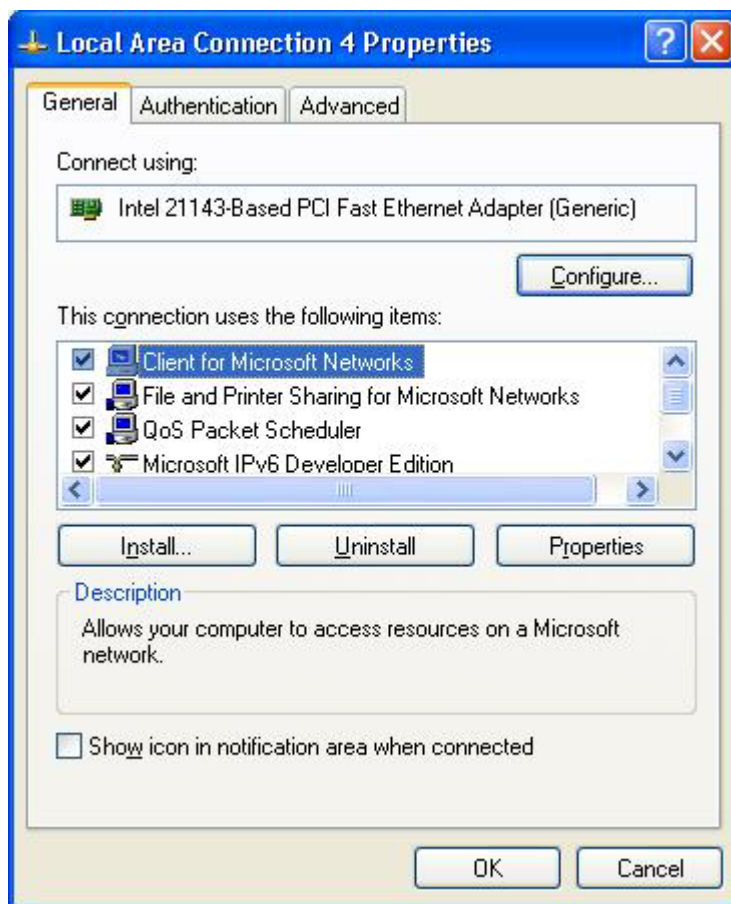 Local Area Connection 4 Properties
General Authentication Advanced
Connect using:
Intel 21143-Based PCI Fast Ethernet Adapter (Generic)
Configure...
This connection uses the following items:
Client for Microsoft Networks
File and Printer Sharing for Microsoft Networks
QoS Packet Scheduler
Microsoft IPv6 Developer Edition
Install... Uninstall Properties
Description
Allows your computer to access resources on a Microsoft
network.
Show icon in notification area when connected
OK Cancel